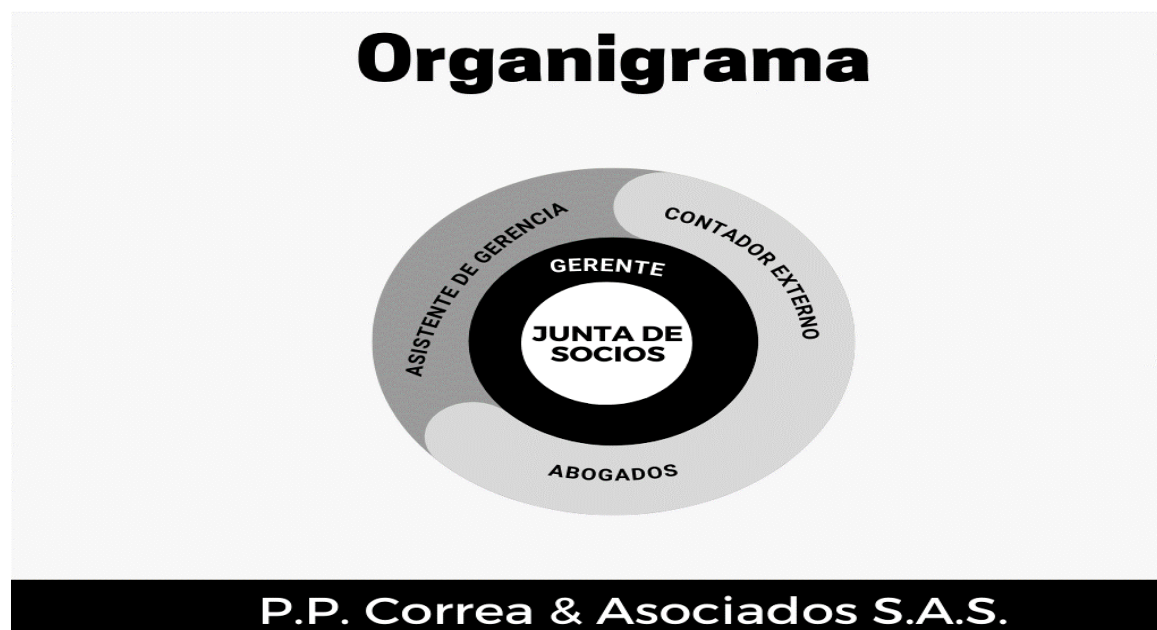 Organigrama
ASISTENTE DE GERENCIA
CONTADOR EXTERNO
GERENTE
JUNTA DE
SOCIOS
ABOGADOS
P.P. Correa & Asociados S.A.S.